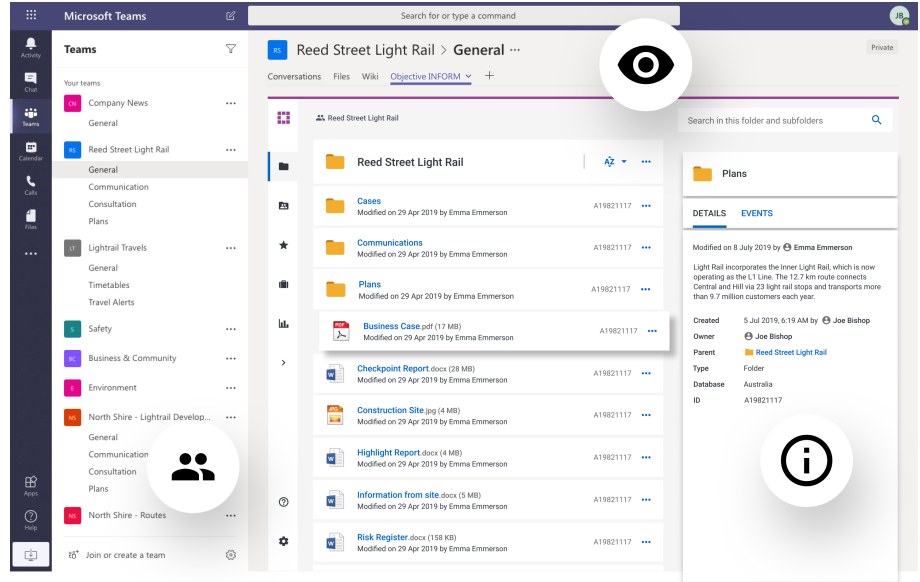 Microsoft Teams
Search for or type a command
JB
Activity
Chat
Teams
Calendar
Calls
Files
Apps
Help
Teams
Your teams
CN Company News
General
RS Reed Street Light Rail
General
Communication
Consultation
Plans
LT Lightrail Travels
General
Timetables
Travel Alerts
S Safety
BC Business & Community
E Environment
NS North Shire - Lightrail Develop...
General
Communication
Consultation
Plans
NS North Shire - Routes
Join or create a team
RS Reed Street Light Rail > General
Private
Conversations Files Wiki Objective INFORM
Reed Street Light Rail
Search in this folder and subfolders
Reed Street Light Rail
AZ
Cases
Modified on 29 Apr 2019 by Emma Emmerson
A19821117
Communications
Modified on 29 Apr 2019 by Emma Emmerson
A19821117
Plans
Modified on 29 Apr 2019 by Emma Emmerson
A19821117
PDF
Business Case.pdf (17 MB)
Modified on 29 Apr 2019 by Emma Emmerson
A19821117
W
Checkpoint Report.docx (28 MB)
Modified on 29 Apr 2019 by Emma Emmerson
A19821117
JPG
Construction Site.jpg (4 MB)
Modified on 29 Apr 2019 by Emma Emmerson
A19821117
W
Highlight Report.docx (4 MB)
Modified on 29 Apr 2019 by Emma Emmerson
A19821117
W
Information from site.docx (5 MB)
Modified on 29 Apr 2019 by Emma Emmerson
A19821117
W
Risk Register.docx (158 KB)
Modified on 29 Apr 2019 by Emma Emmerson
A19821117
Plans
DETAILS EVENTS
Modified on 8 July 2019 by Emma Emmerson
Light Rail incorporates the Inner Light Rail, which is now
operating as the L1 Line. The 12.7 km route connects
Central and Hill via 23 light rail stops and transports more
than 9.7 million customers each year.
Created 5 Jul 2019, 6:19 AM by Joe Bishop
Owner Joe Bishop
Parent Reed Street Light Rail
Type Folder
Database Australia
ID A19821117